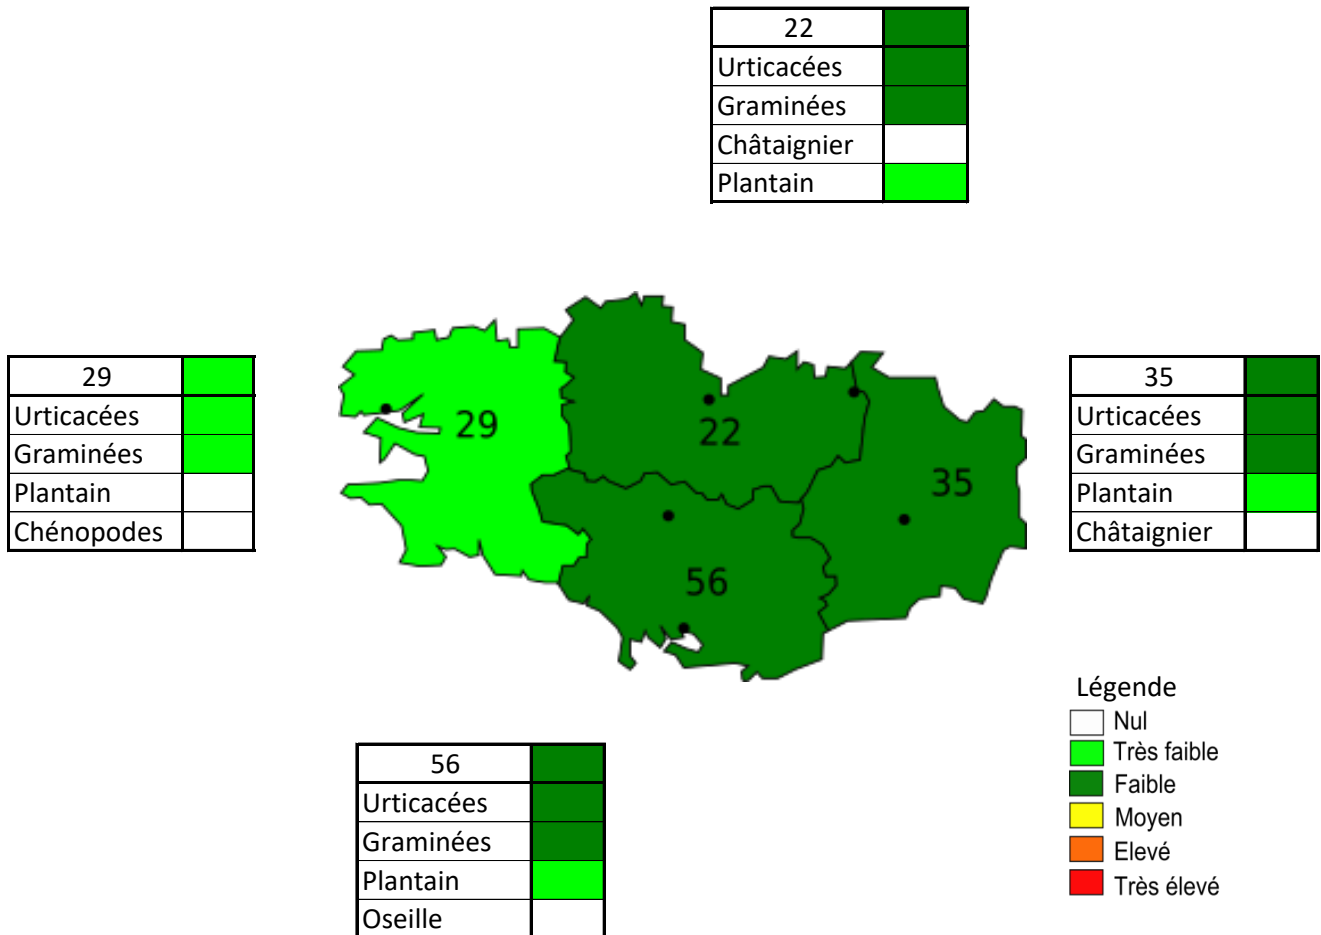 22
Urticacées
Graminées
Châtaignier
Plantain
29
Urticacées
Graminées
Plantain
Chénopodes
29
22
35
56
35
Urticacées
Graminées
Plantain
Châtaignier
56
Urticacées
Graminées
Plantain
Oseille
Légende
Nul
Très faible
Faible
Moyen
Elevé
Très élevé